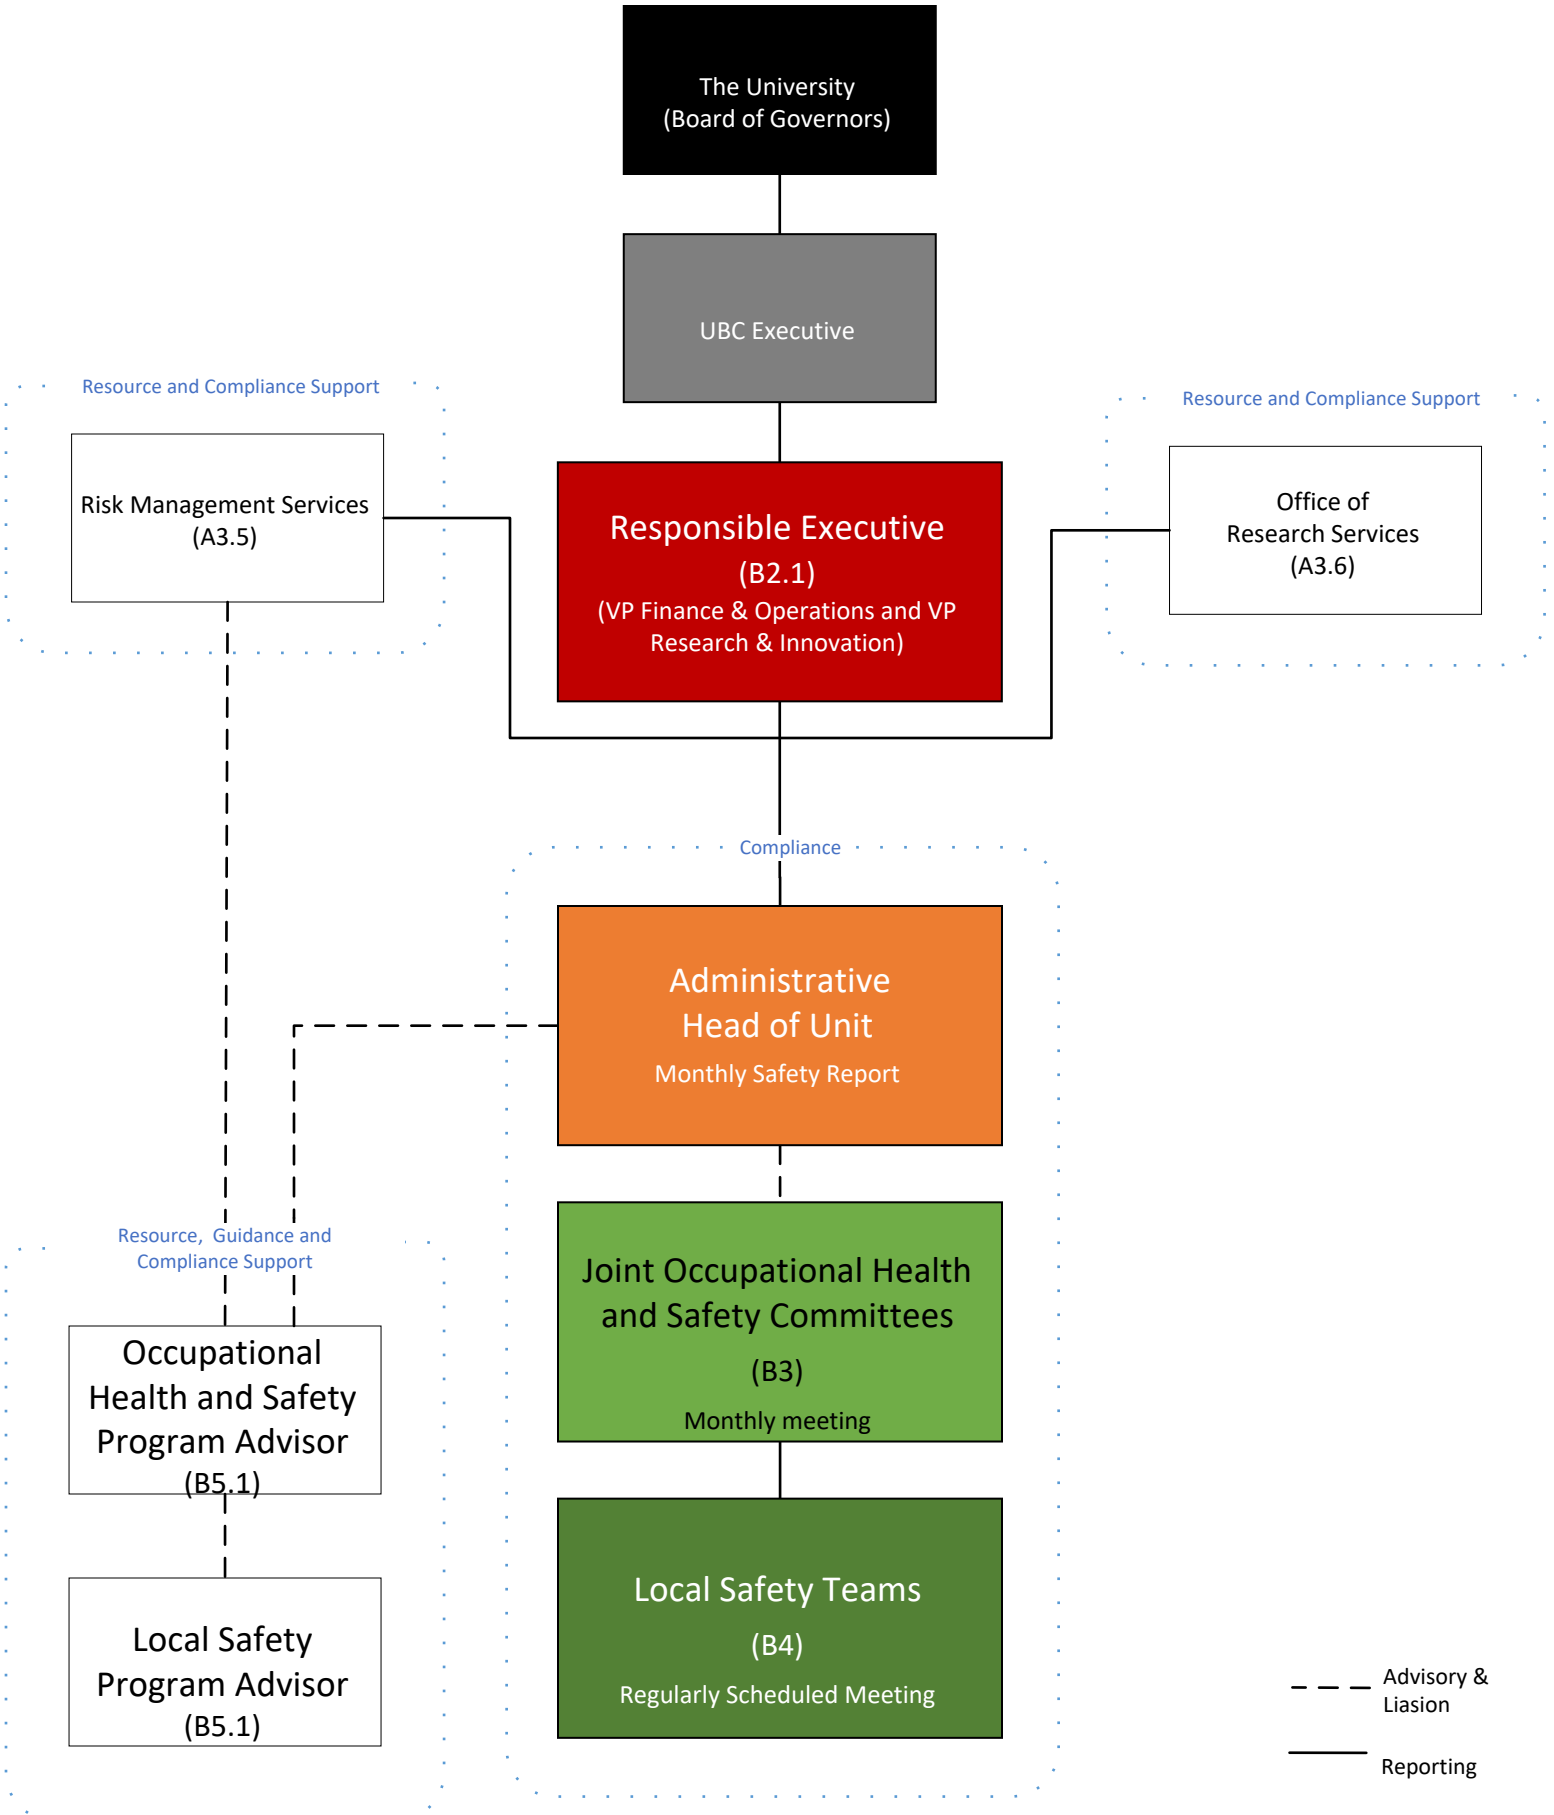 The University
(Board of Governors)
UBC Executive
Resource and Compliance Support
Risk Management Services
(A3.5)
Responsible Executive
(B2.1)
(VP Finance & Operations and VP
Research & Innovation)
Resource and Compliance Support
Office of
Research Services
(A3.6)
Compliance
Administrative
Head of Unit
Monthly Safety Report
Resource, Guidance and
Compliance Support
Occupational
Health and Safety
Program Advisor
(B5.1)
Joint Occupational Health
and Safety Committees
(B3)
Monthly meeting
Local Safety
Program Advisor
(B5.1)
Local Safety Teams
(B4)
Regularly Scheduled Meeting
Advisory &
Liasion
Reporting